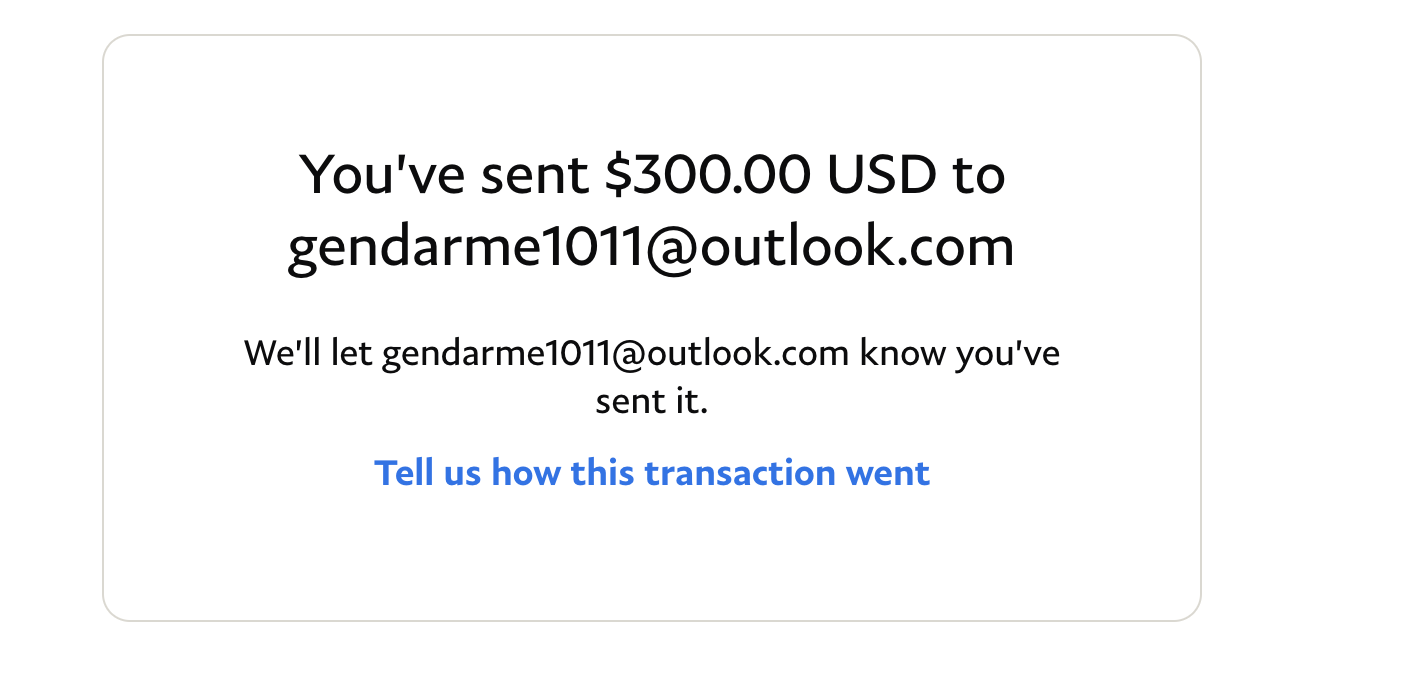 You've sent $300.00 USD to
gendarme1011@outlook.com
We'll let gendarme1011@outlook.com know you've
sent it.
Tell us how this transaction went